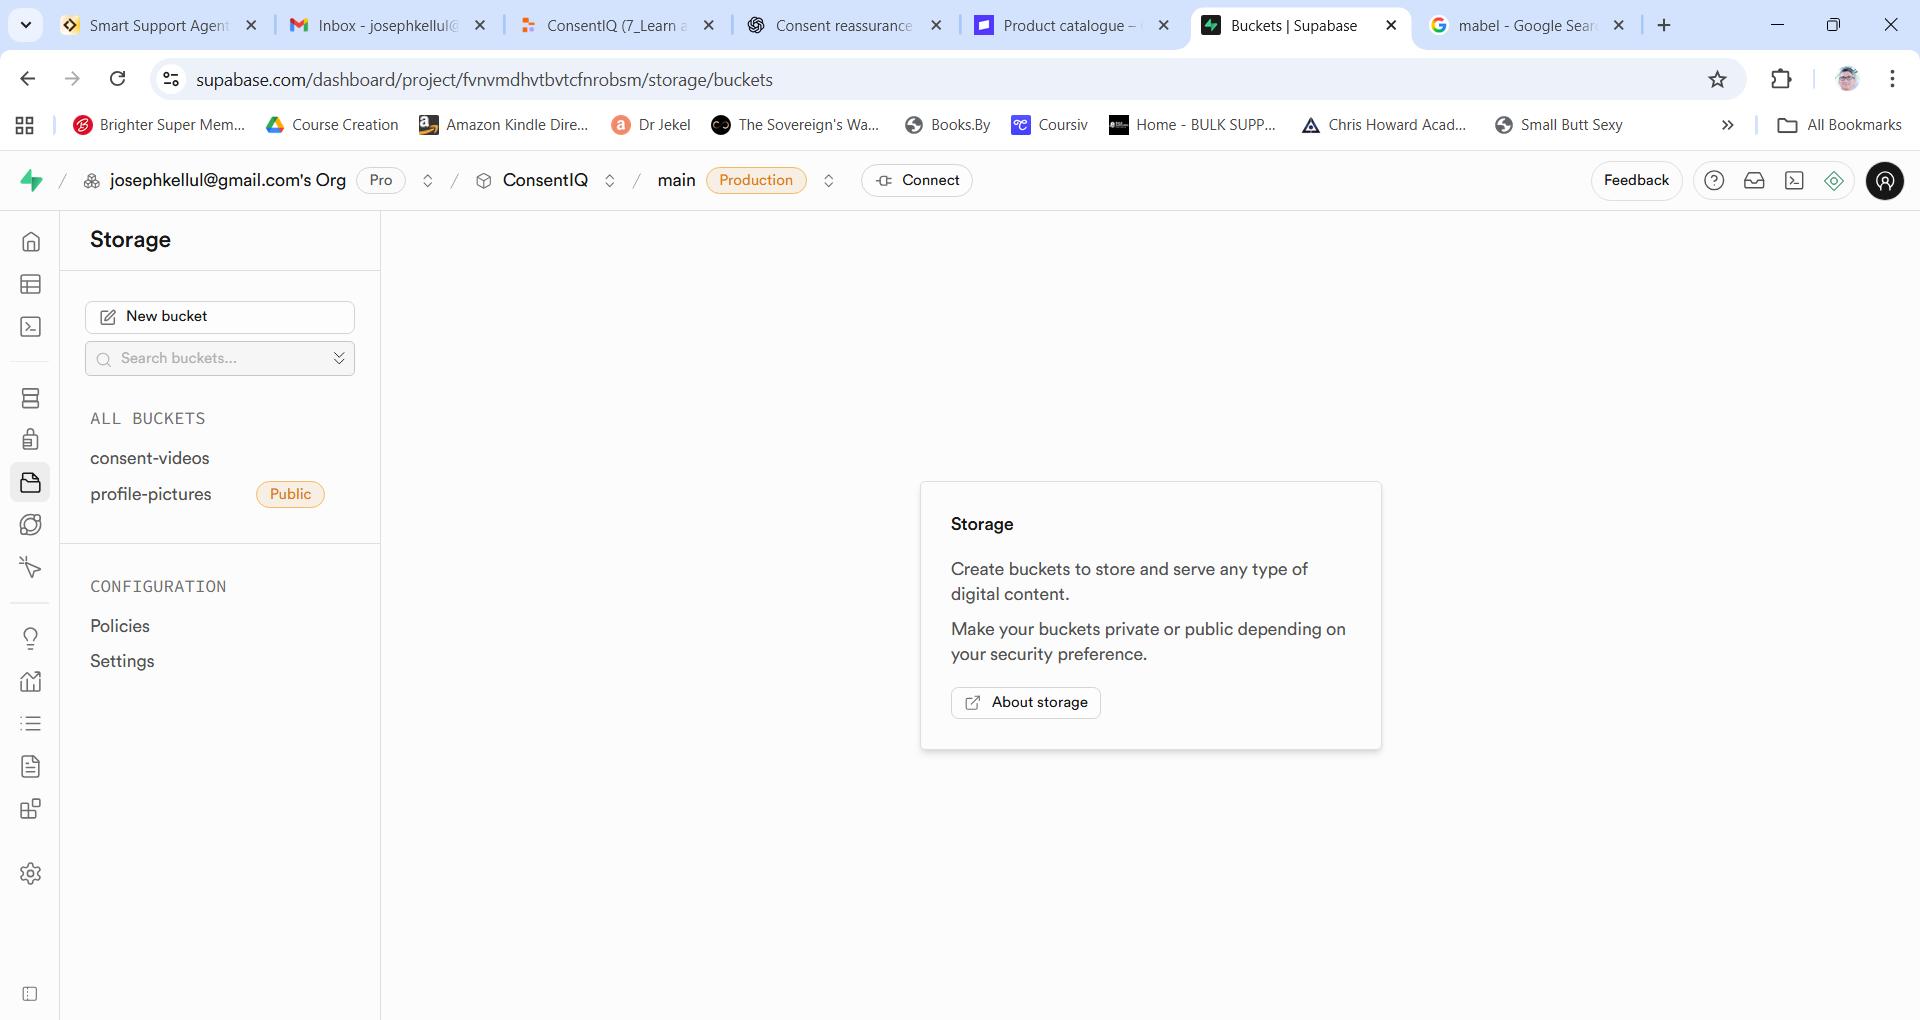 Smart Support Agent
Inbox - josephkellul@
ConsentIQ (7_Learn a
Consent reassurance
Product catalogue –
Buckets | Supabase
mabel - Google Sear
supabase.com/dashboard/project/fvnvmdhvtbvtcfnrobsm/storage/buckets
Brighter Super Mem...
Course Creation
Amazon Kindle Dire...
Dr Jekel
The Sovereign's Wa...
Books.By
Coursiv
Home - BULK SUPP...
Chris Howard Acad...
Small Butt Sexy
All Bookmarks
josephkellul@gmail.com's Org
Pro
ConsentIQ
main
Production
Connect
Feedback
Storage
New bucket
Search buckets...
ALL BUCKETS
consent-videos
profile-pictures
Public
CONFIGURATION
Policies
Settings
Storage
Create buckets to store and serve any type of
digital content.
Make your buckets private or public depending on
your security preference.
About storage